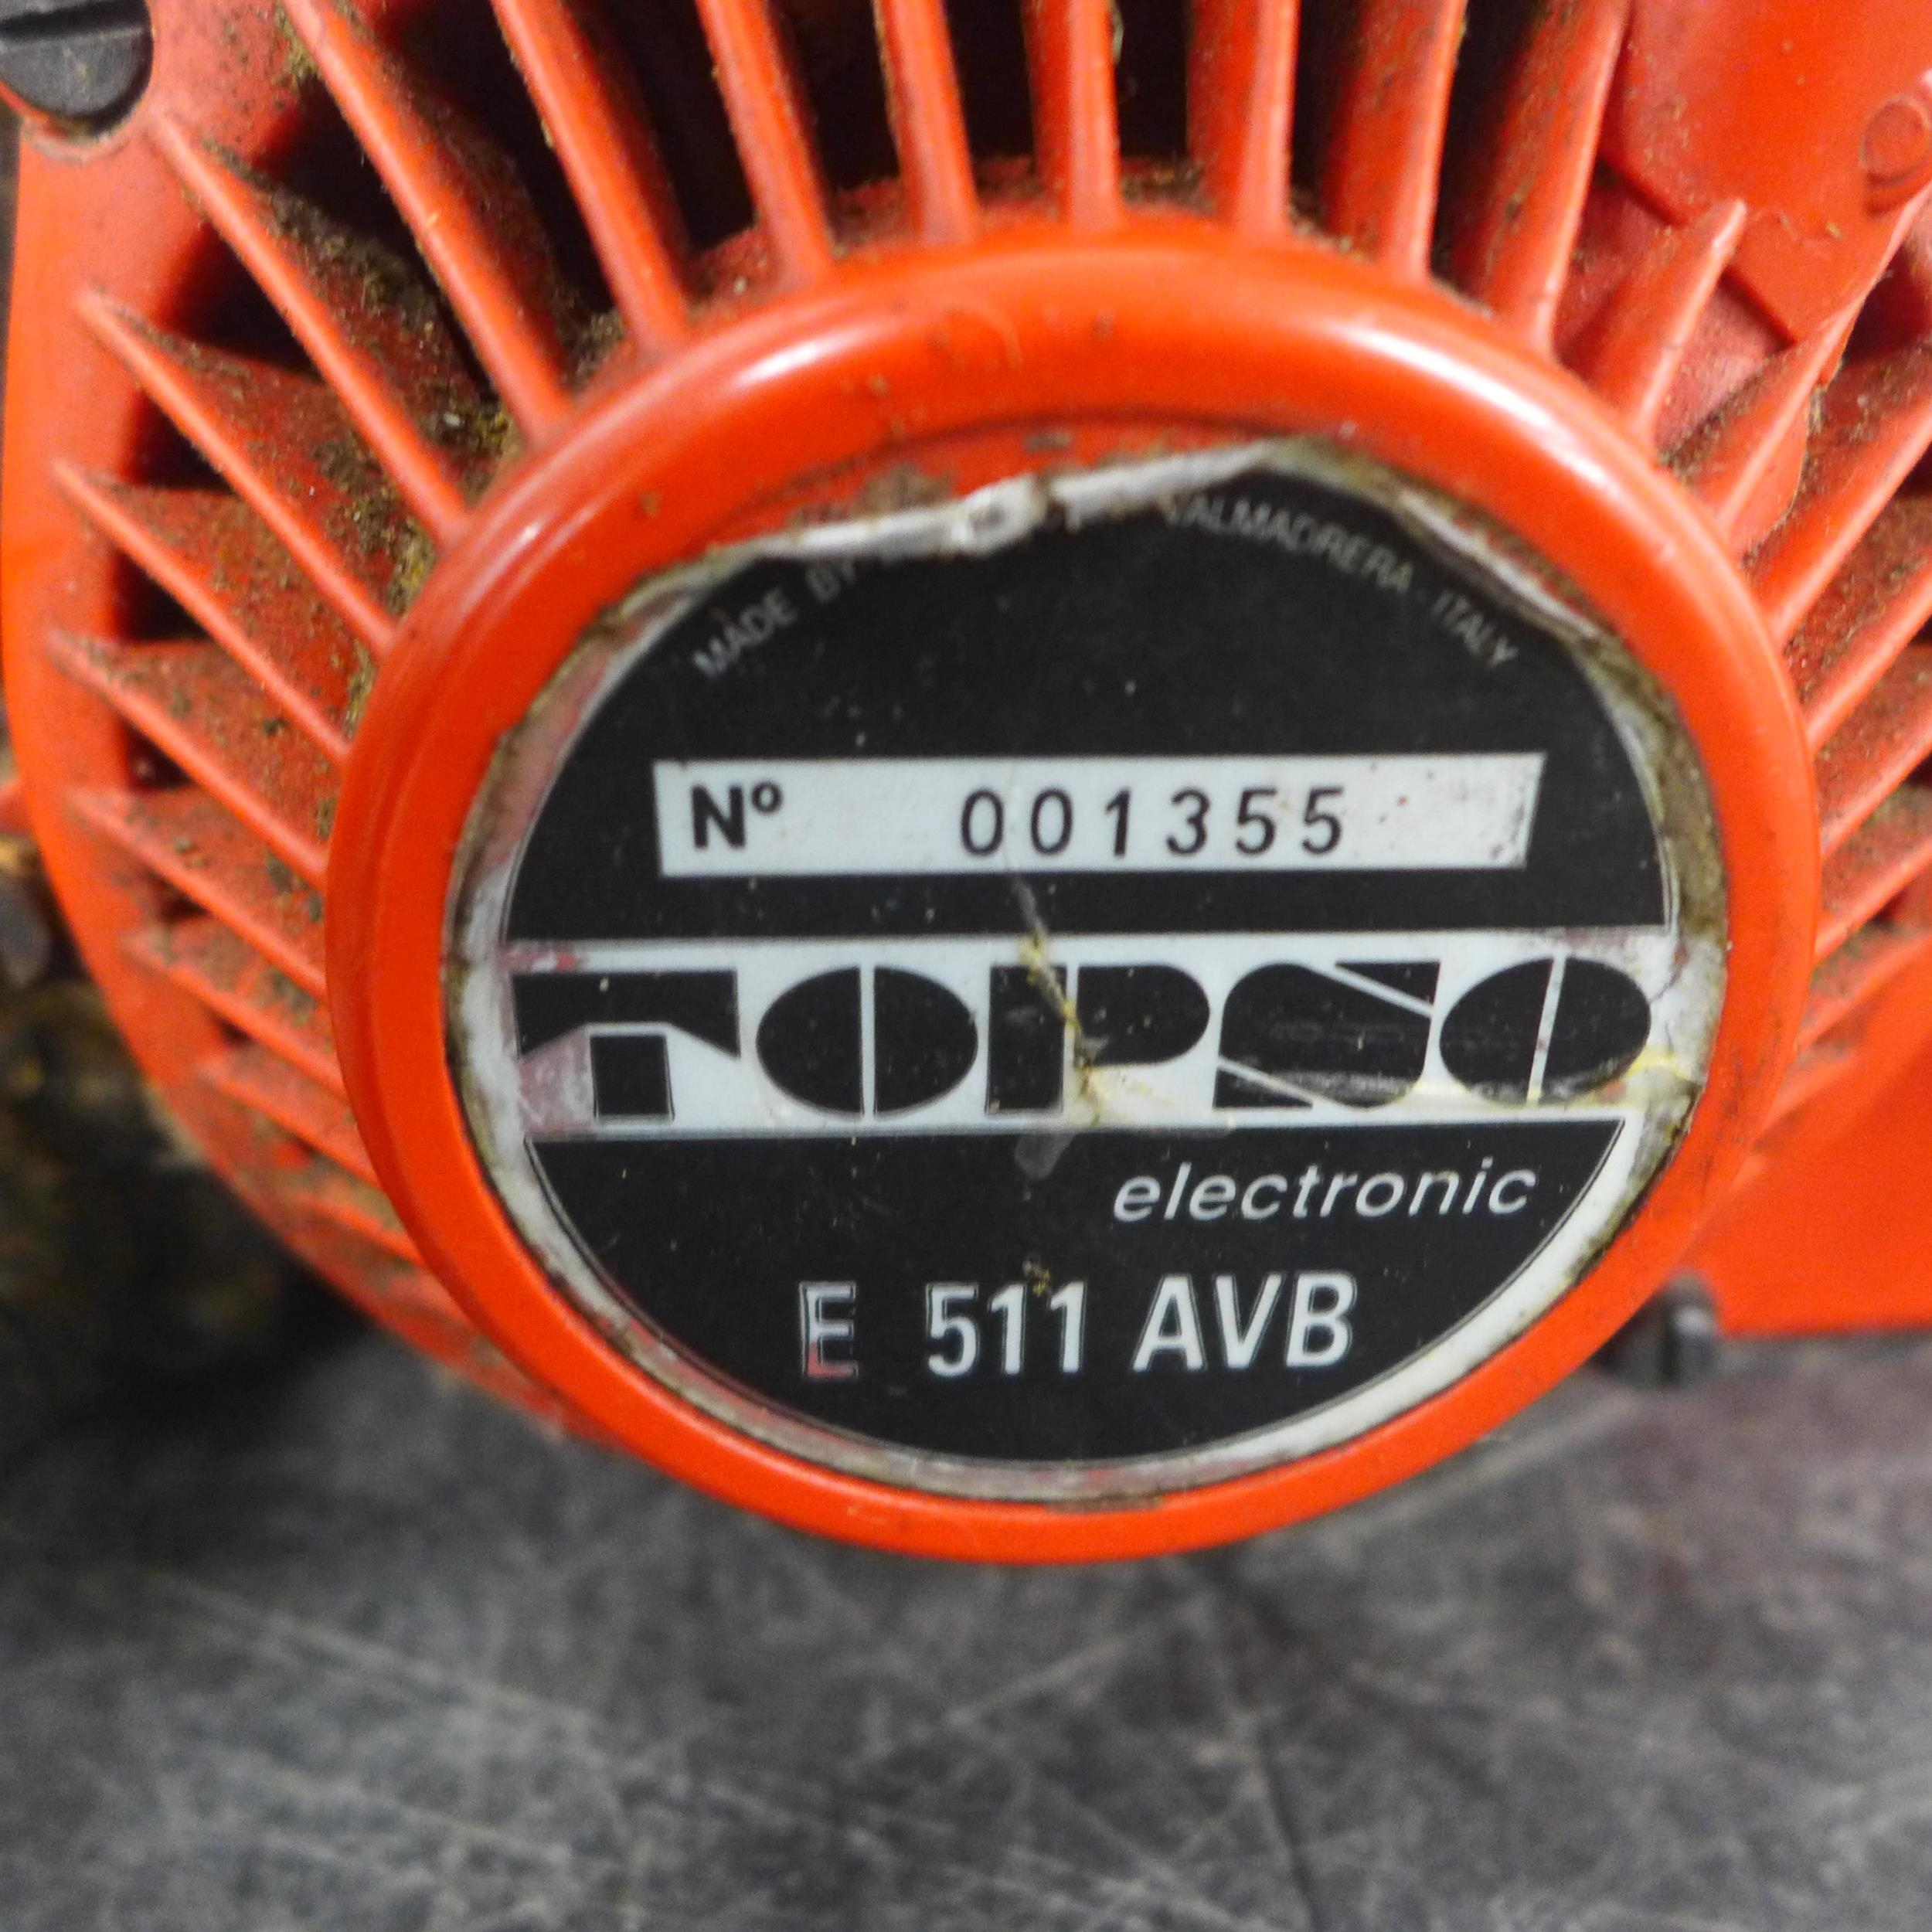 MADE BY
VALMADRERA - ITALY
Nº 001355
TOPSO
electronic
E 511 AVB